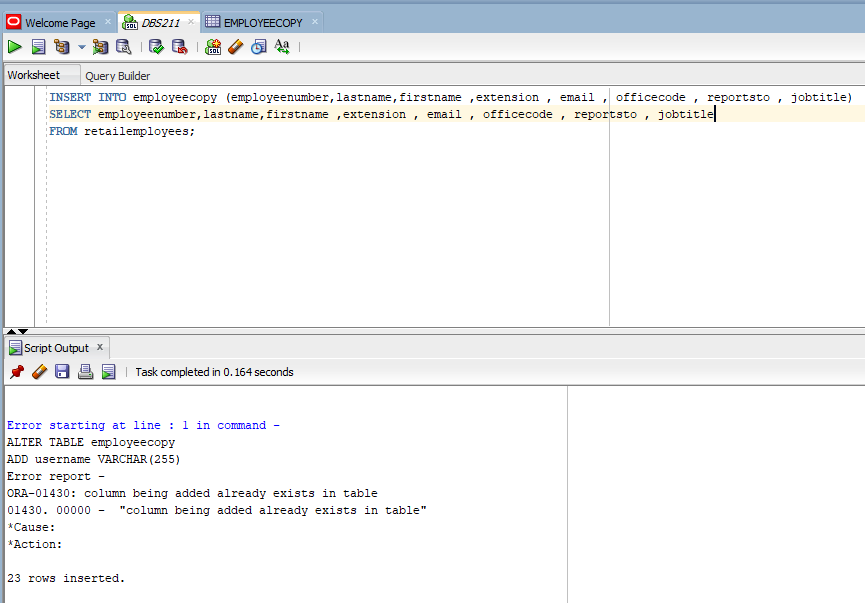 Welcome Page
DBS211
EMPLOYEECOPY
SQL
SQL
Aa
Worksheet
Query Builder
INSERT INTO employeecopy (employeenumber,lastname,firstname ,extension , email , officecode , reportsto , jobtitle)
SELECT employeenumber,lastname,firstname ,extension , email , officecode , reportsto , jobtitle
FROM retailemployees;
Script Output
Task completed in 0.164 seconds
Error starting at line : 1 in command -
ALTER TABLE employeecopy
ADD username VARCHAR(255)
Error report -
ORA-01430: column being added already exists in table
01430. 00000 -  "column being added already exists in table"
*Cause:
*Action:
23 rows inserted.